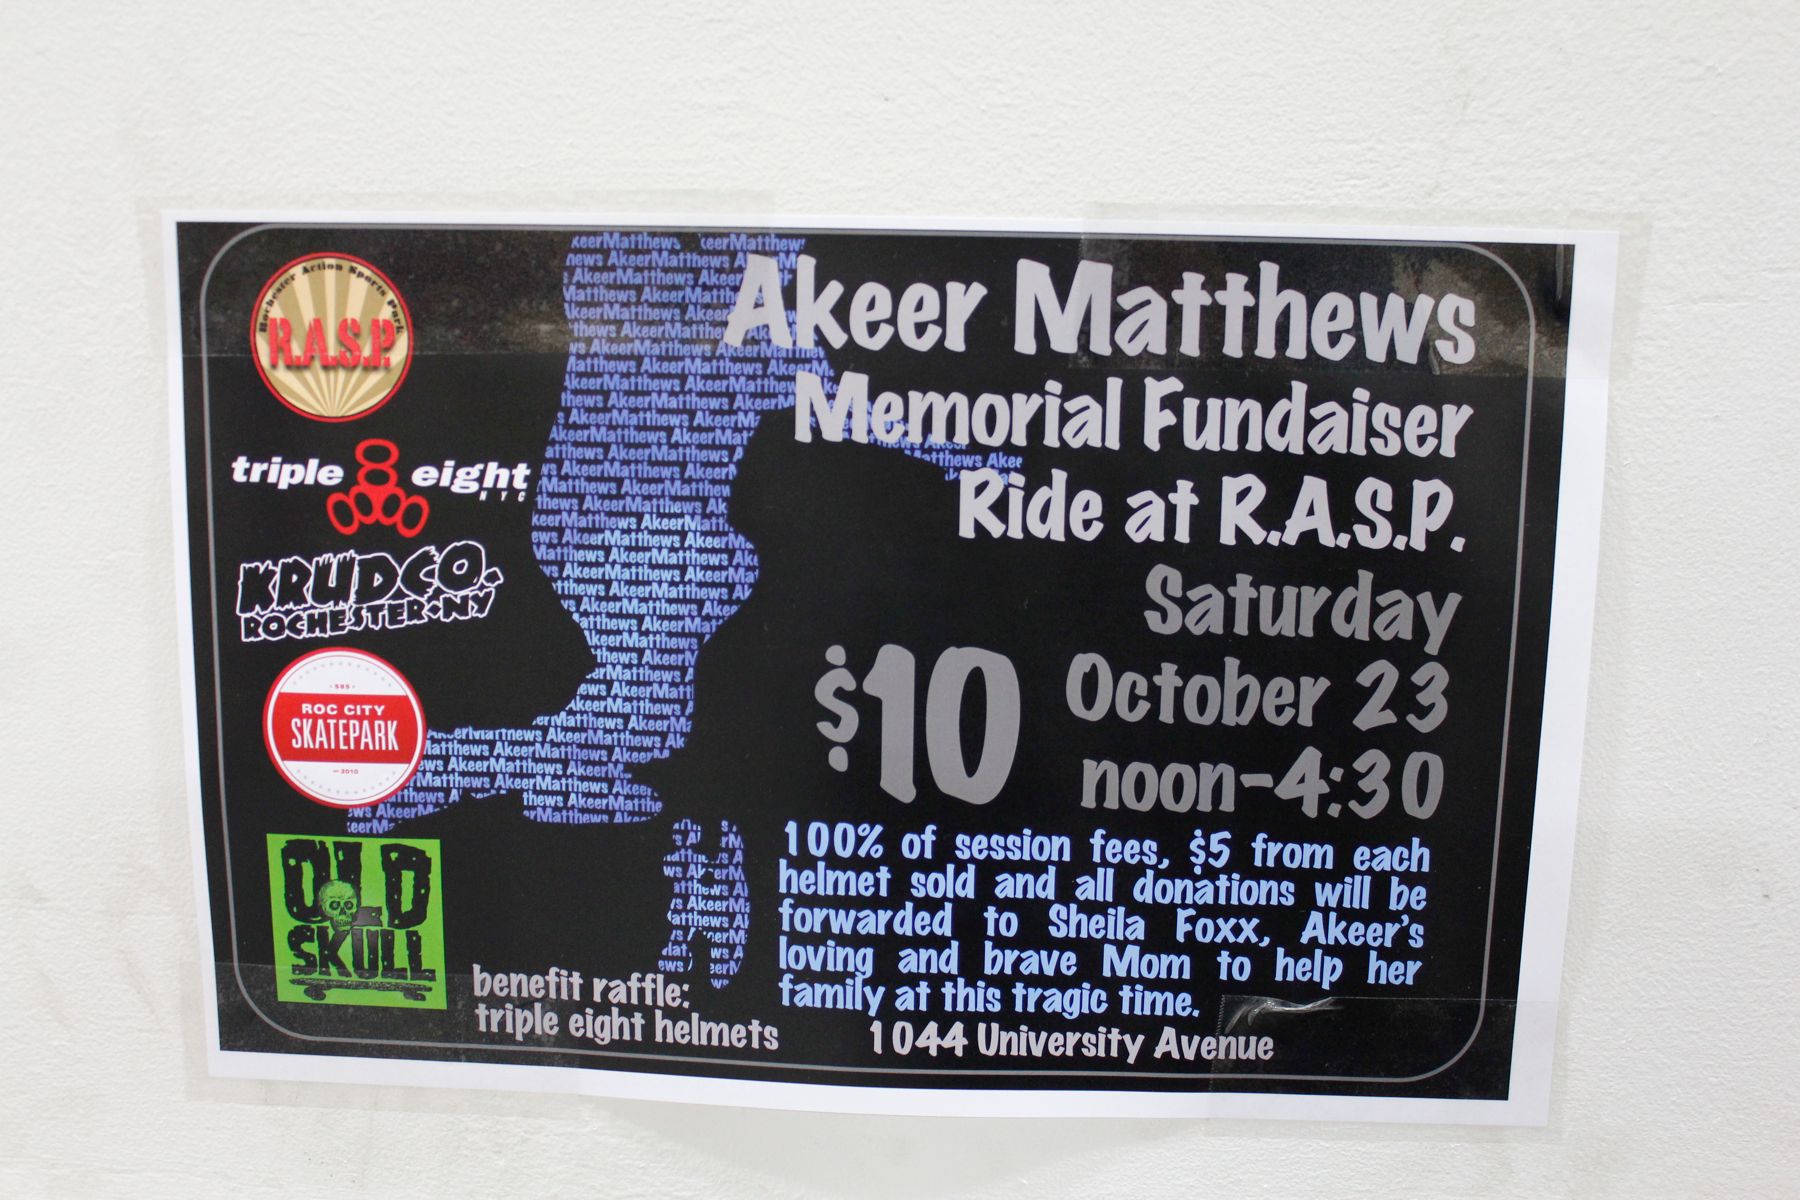 Rochester Action Sports Park
R.A.S.P.
triple eight
NYC
KRUDCO.
ROCHESTER NY
585
ROC CITY
SKATEPARK
2010
OLD
SKULL
Akeer Matthews
Memorial Fundaiser
Ride at R.A.S.P.
Saturday
$10 October 23
noon-4:30
100% of session fees, $5 from each
helmet sold and all donations will be
forwarded to Sheila Foxx, Akeer's
loving and brave Mom to help her
family at this tragic time.
benefit raffle:
triple eight helmets
1044 University Avenue